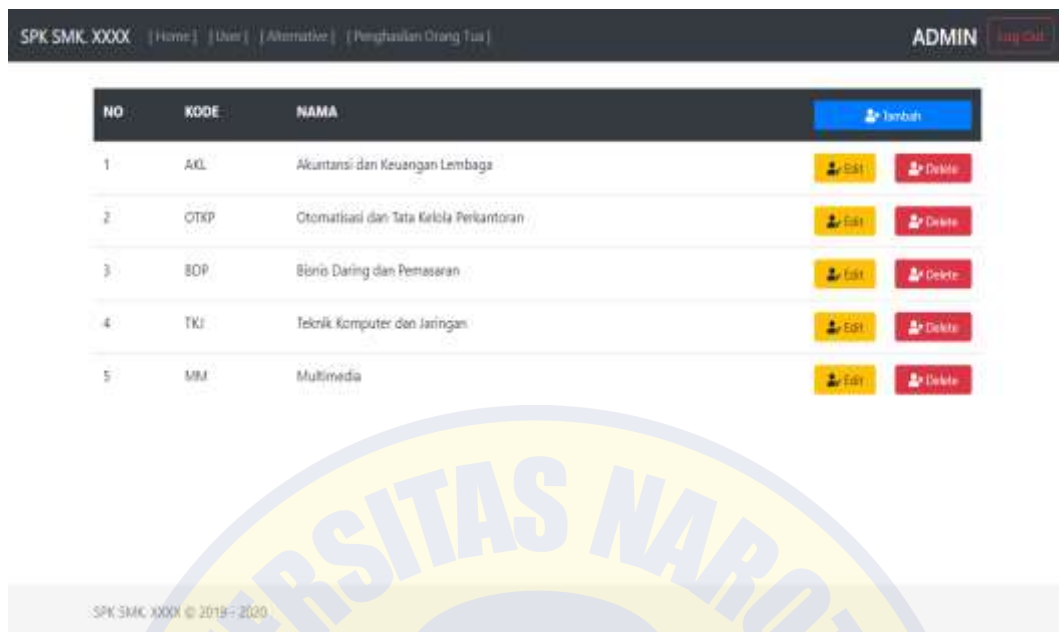 SPK SMK. XXXX [Home] [User] [Alternative] [Penghasilan Orang Tua] ADMIN Log Out
NO KODE NAMA Tambah
1 AKL Akuntansi dan Keuangan Lembaga Edit Delete
2 OTKP Otomatisasi dan Tata Kelola Perkantoran Edit Delete
3 BDP Bisnis Daring dan Pemasaran Edit Delete
4 TKJ Teknik Komputer dan Jaringan Edit Delete
5 MM Multimedia Edit Delete
ERSITAS NARO
SPK SMK. XXXX © 2019 - 2020